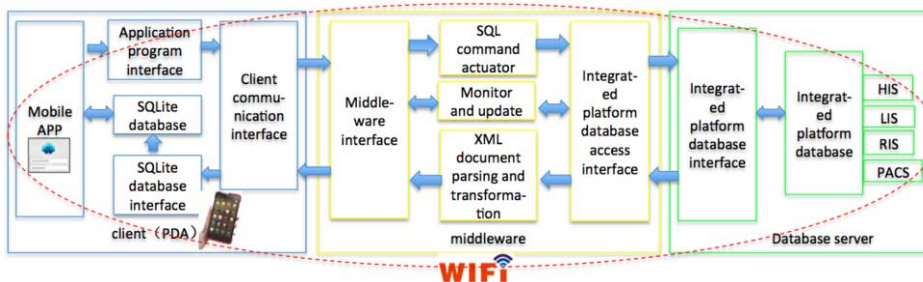 Mobile
APP
Application
program
interface
SQLite
database
SQLite
database
interface
Client
commu-
nication
interface
client（PDA）
Middle-
ware
interface
SQL
command
actuator
Monitor
and update
XML
document
parsing and
transforma-
tion
Integrat-
ed
platform
database
access
interface
middleware
Integrat-
ed
platform
database
interface
Integrat-
ed
platform
database
HIS
LIS
RIS
PACS
Database server
WIFi